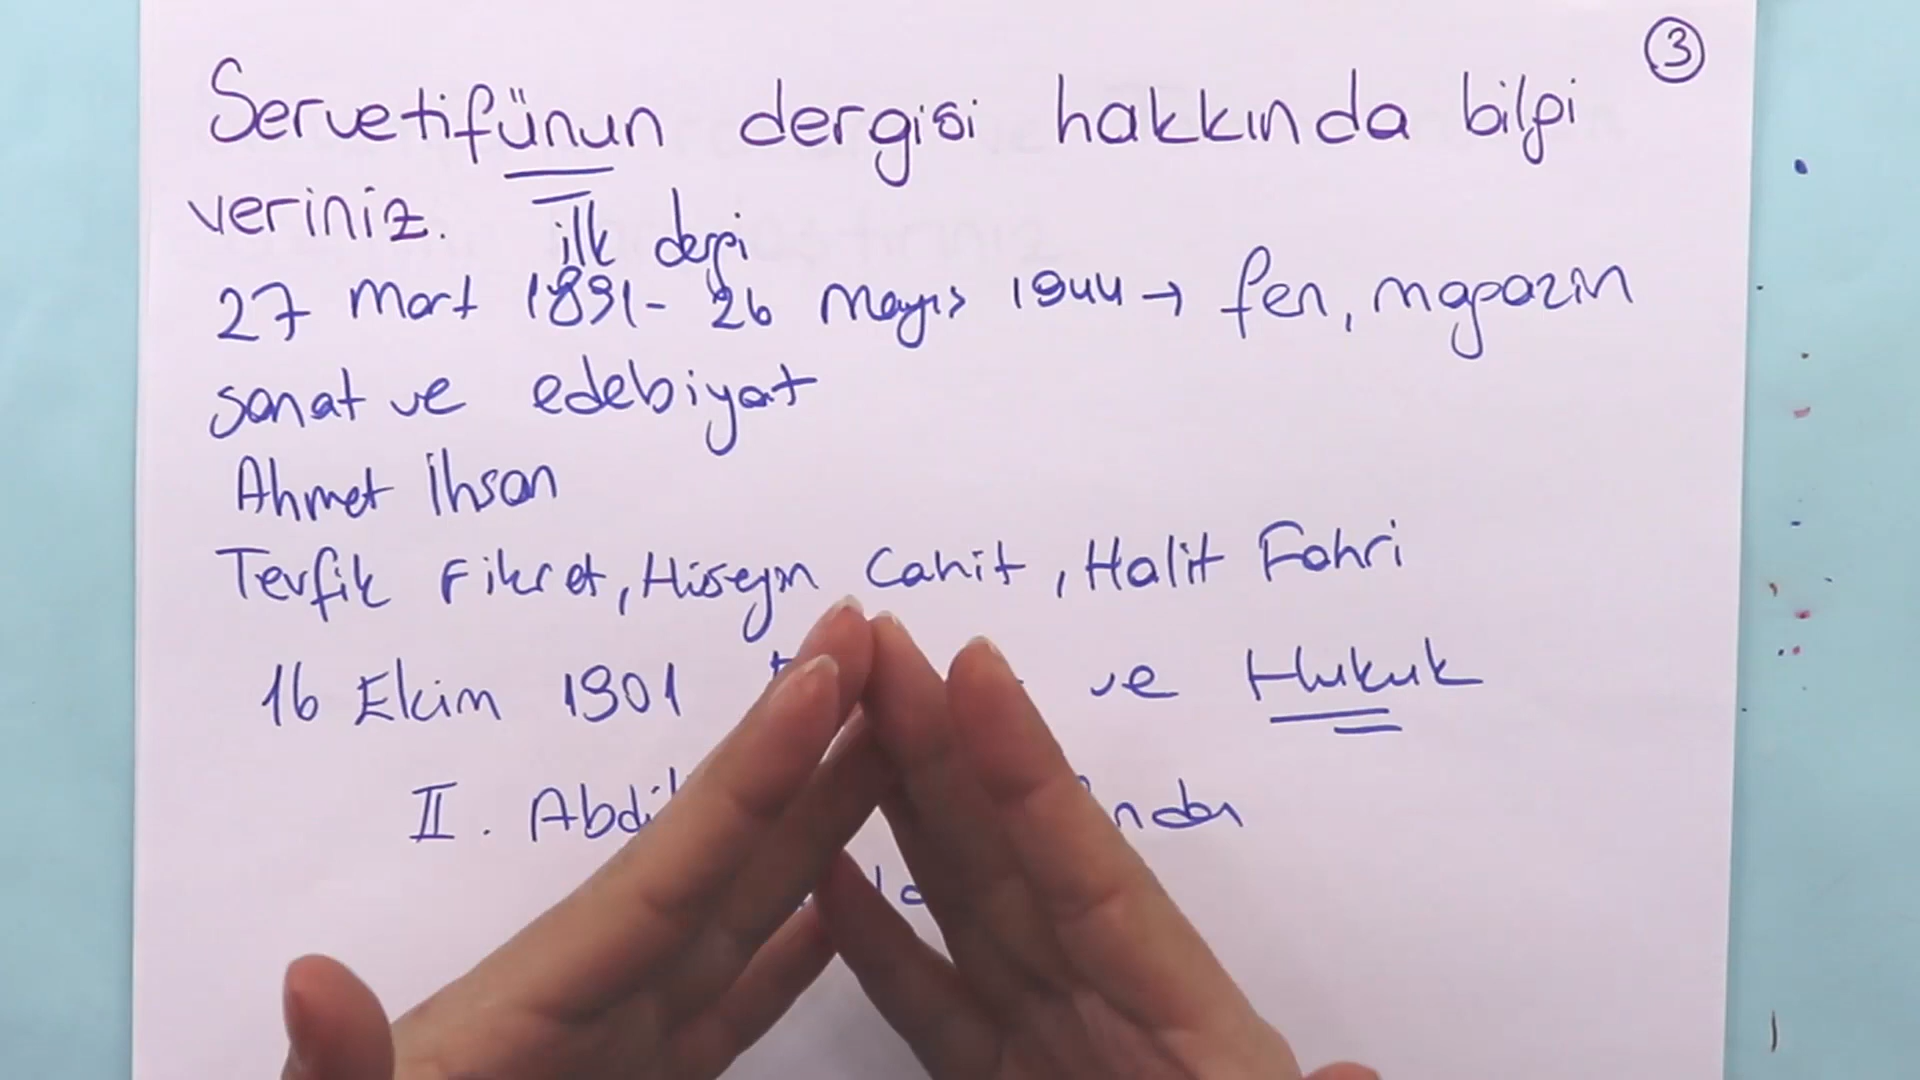 3
Servetifünun dergisi hakkında bilgi
veriniz. ilk dergi
27 Mart 1891 - 26 Mayıs 1944 → fen, magazin
sanat ve edebiyat
Ahmet İhsan
Tevfik Fikret, Hüseyin Cahit, Halit Fahri
16 Ekim 1901 ve Hukuk
II.